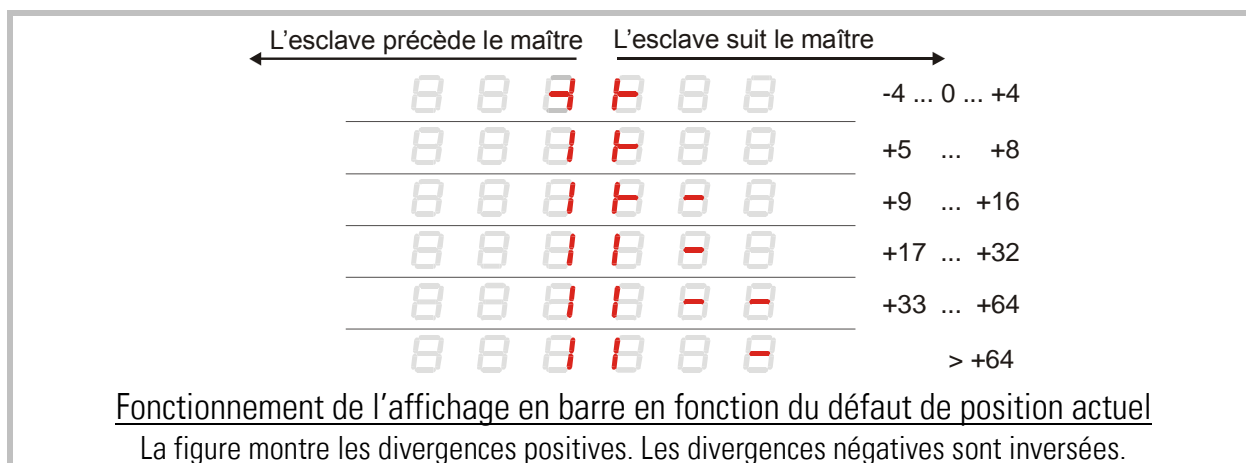 L'esclave précède le maître L'esclave suit le maître
-4 ... 0 ... +4
+5 ... +8
+9 ... +16
+17 ... +32
+33 ... +64
> +64
Fonctionnement de l'affichage en barre en fonction du défaut de position actuel
La figure montre les divergences positives. Les divergences négatives sont inversées.